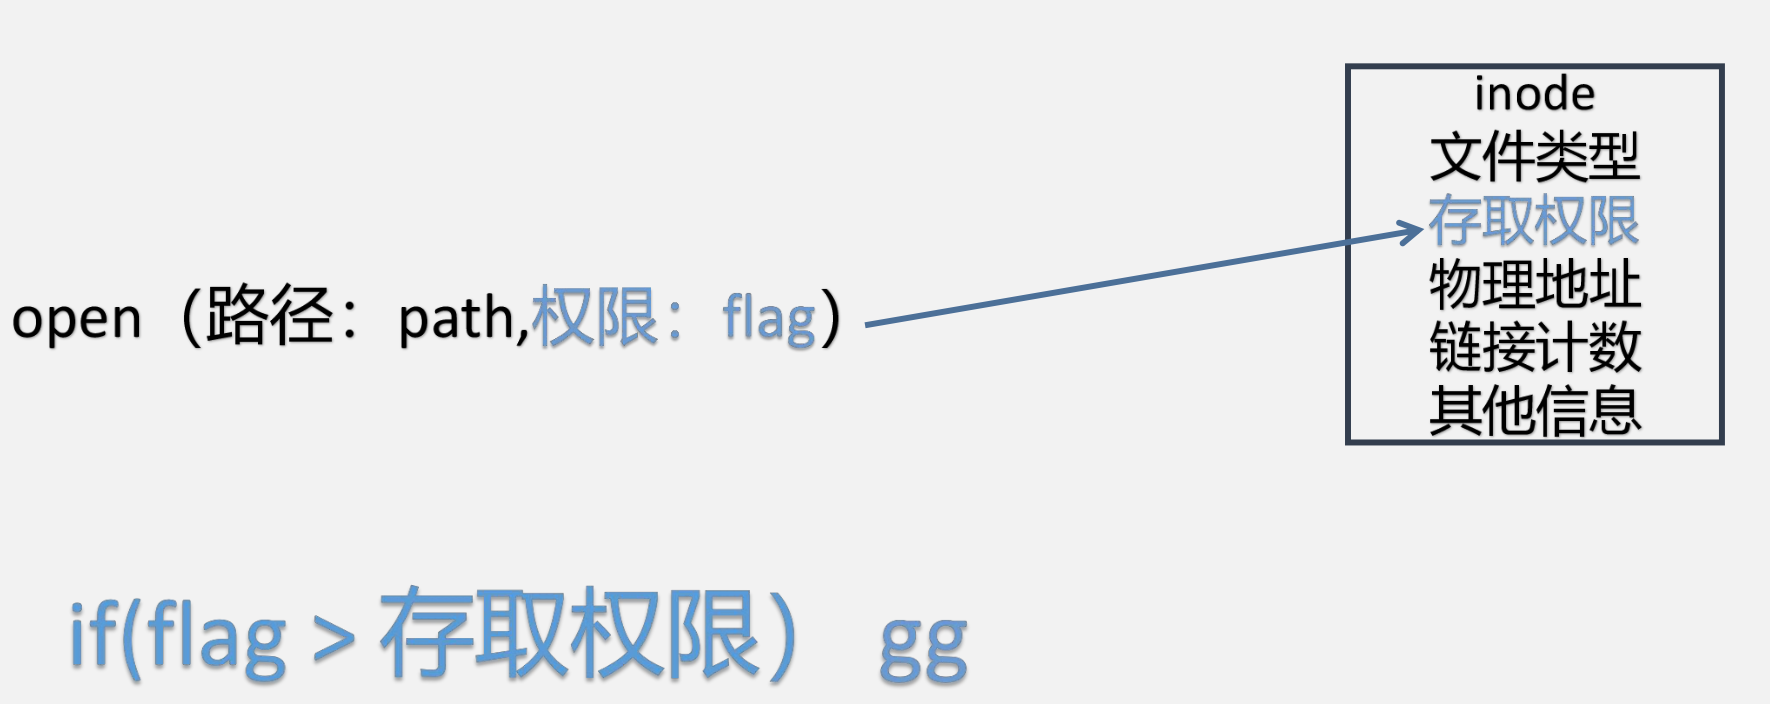 open（路径：path,权限：flag）
inode
文件类型
存取权限
物理地址
链接计数
其他信息
if(flag > 存取权限） gg